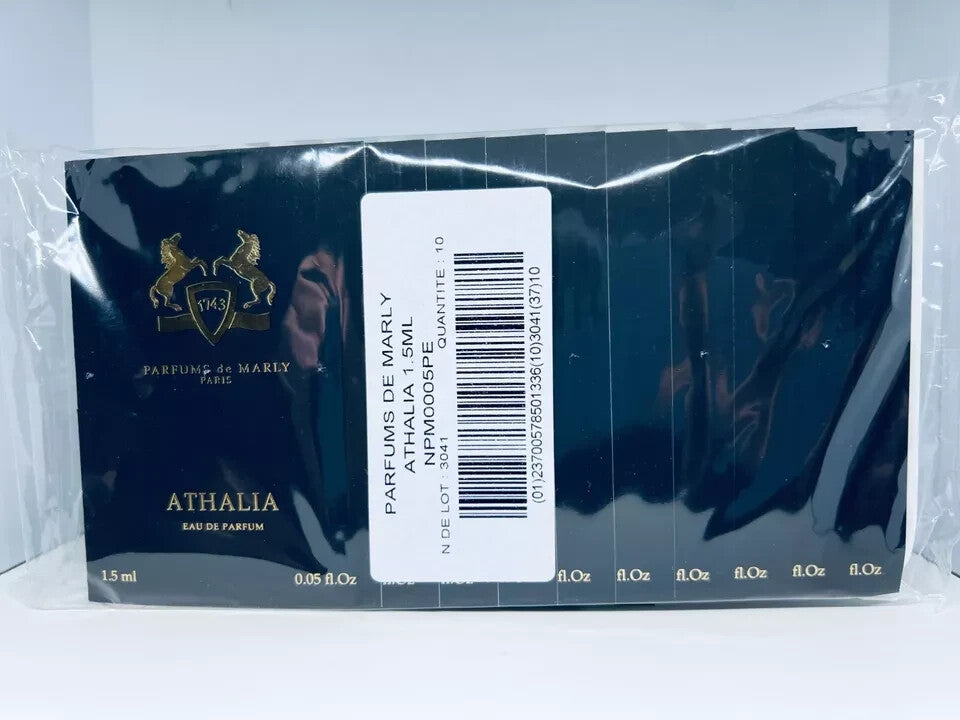 1743
PARFUMS de MARLY
PARIS
ATHALIA
EAU DE PARFUM
1.5 ml
0.05 fl.Oz
PARFUMS DE MARLY
ATHALIA 1.5ML
NPM0005PE
N DE LOT : 3041
QUANTITE : 10
(01)23700578501336(10)3041(37)10
fl.Oz
fl.Oz
fl.Oz
fl.Oz
fl.Oz
fl.Oz